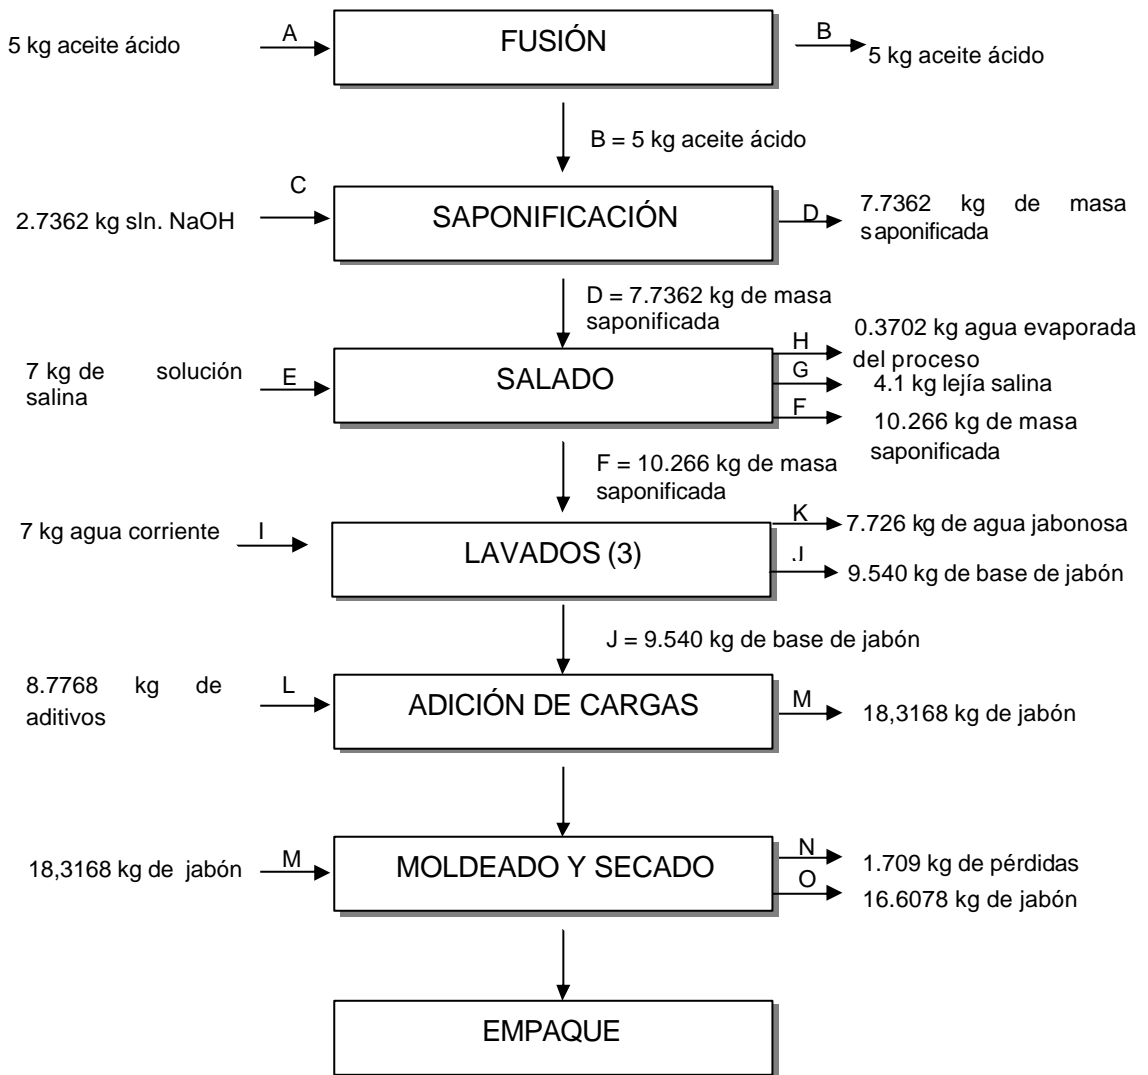 5 kg aceite ácido
A
FUSIÓN
B
5 kg aceite ácido
B = 5 kg aceite ácido
2.7362 kg sln. NaOH
C
SAPONIFICACIÓN
D
7.7362 kg de masa
saponificada
D = 7.7362 kg de masa
saponificada
7 kg de solución
salina
E
SALADO
H
0.3702 kg agua evaporada
del proceso
G
4.1 kg lejía salina
F
10.266 kg de masa
saponificada
F = 10.266 kg de masa
saponificada
7 kg agua corriente
I
LAVADOS (3)
K
7.726 kg de agua jabonosa
J
9.540 kg de base de jabón
J = 9.540 kg de base de jabón
8.7768 kg de
aditivos
L
ADICIÓN DE CARGAS
M
18,3168 kg de jabón
18,3168 kg de jabón
M
MOLDEADO Y SECADO
N
1.709 kg de pérdidas
O
16.6078 kg de jabón
EMPAQUE